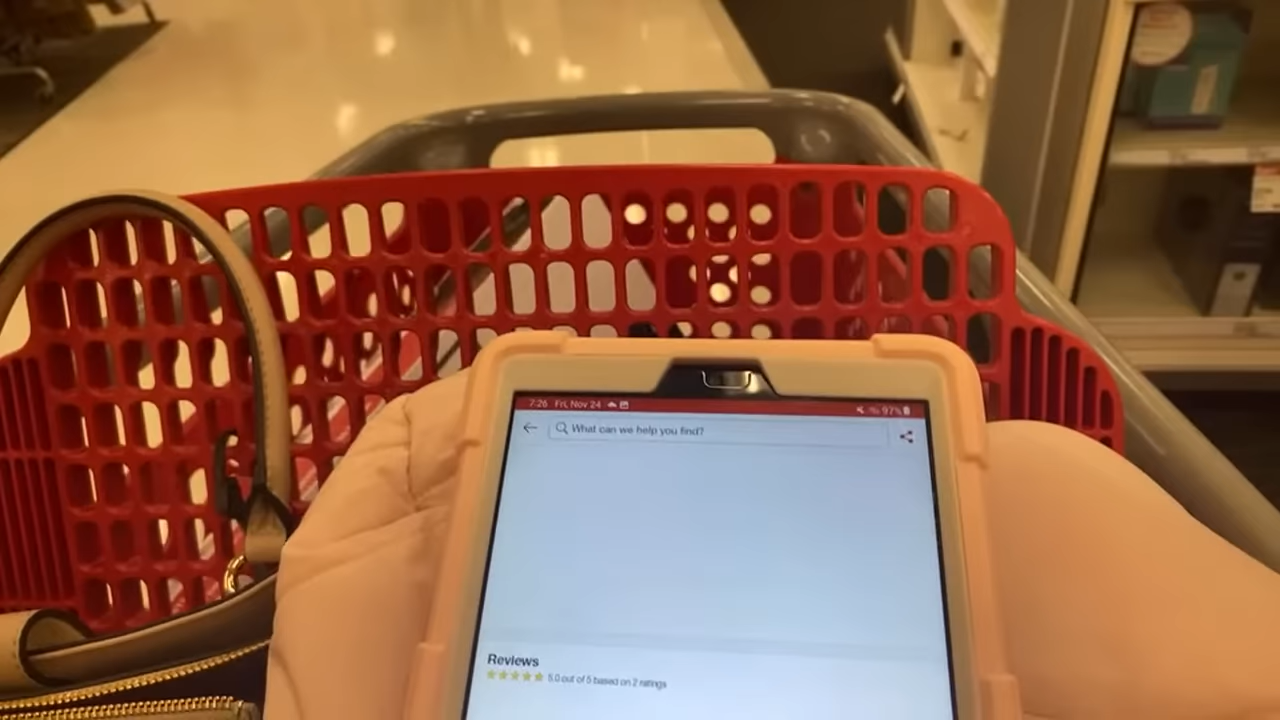 7:26 Fri, Nov 24
97%
What can we help you find?
Reviews
5.0 out of 5 based on 2 ratings